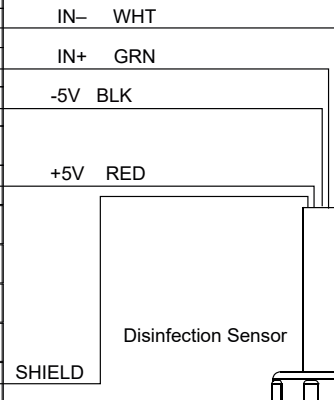 IN– WHT
IN+ GRN
-5V BLK
+5V RED
Disinfection Sensor
SHIELD